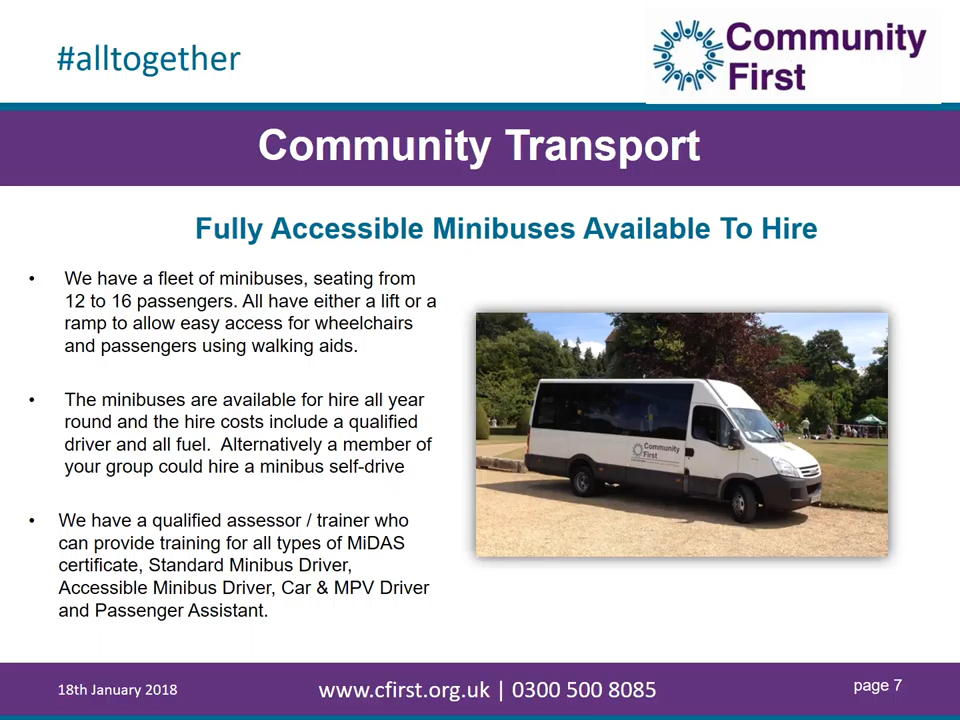 #alltogether
Community
First
Community Transport
Fully Accessible Minibuses Available To Hire
• We have a fleet of minibuses, seating from
12 to 16 passengers. All have either a lift or a
ramp to allow easy access for wheelchairs
and passengers using walking aids.
• The minibuses are available for hire all year
round and the hire costs include a qualified
driver and all fuel.  Alternatively a member of
your group could hire a minibus self-drive
• We have a qualified assessor / trainer who
can provide training for all types of MiDAS
certificate, Standard Minibus Driver,
Accessible Minibus Driver, Car & MPV Driver
and Passenger Assistant.
Community
First
18th January 2018
www.cfirst.org.uk | 0300 500 8085
page 7